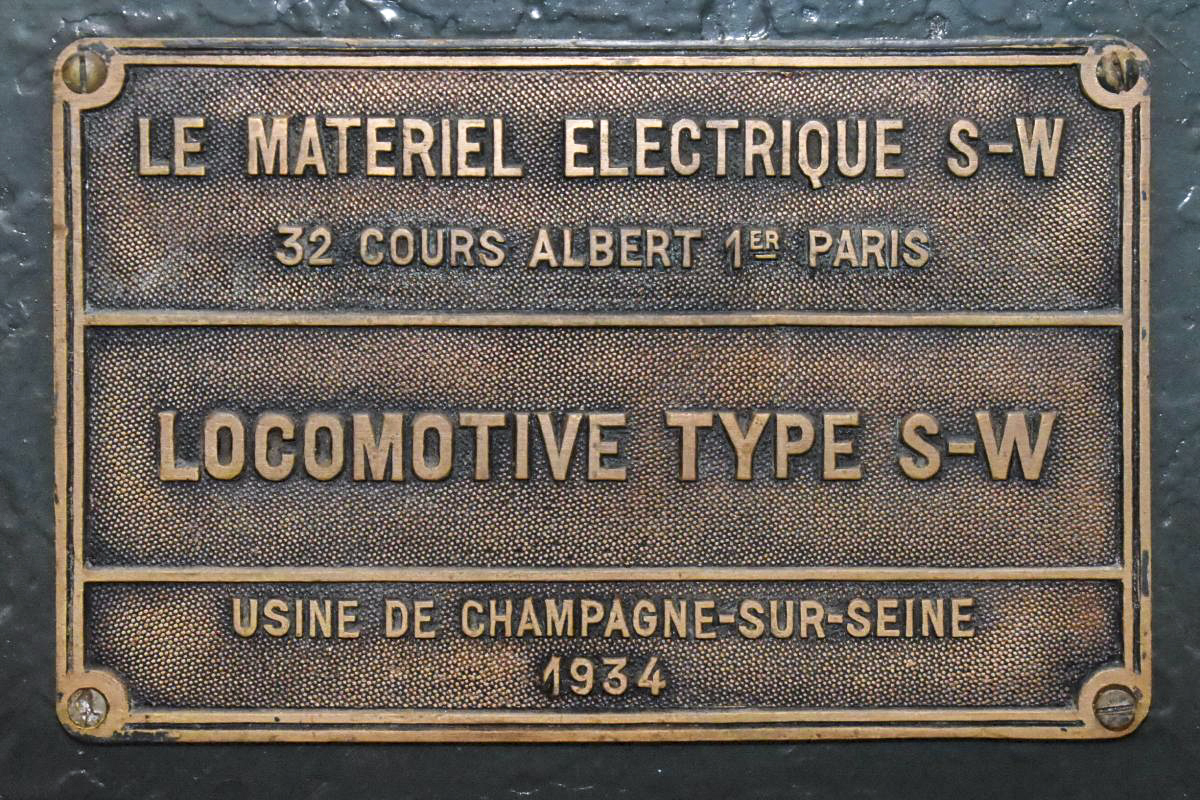 LE MATERIEL ELECTRIQUE S-W
32 COURS ALBERT 1ER PARIS
LOCOMOTIVE TYPE S-W
USINE DE CHAMPAGNE-SUR-SEINE
1934